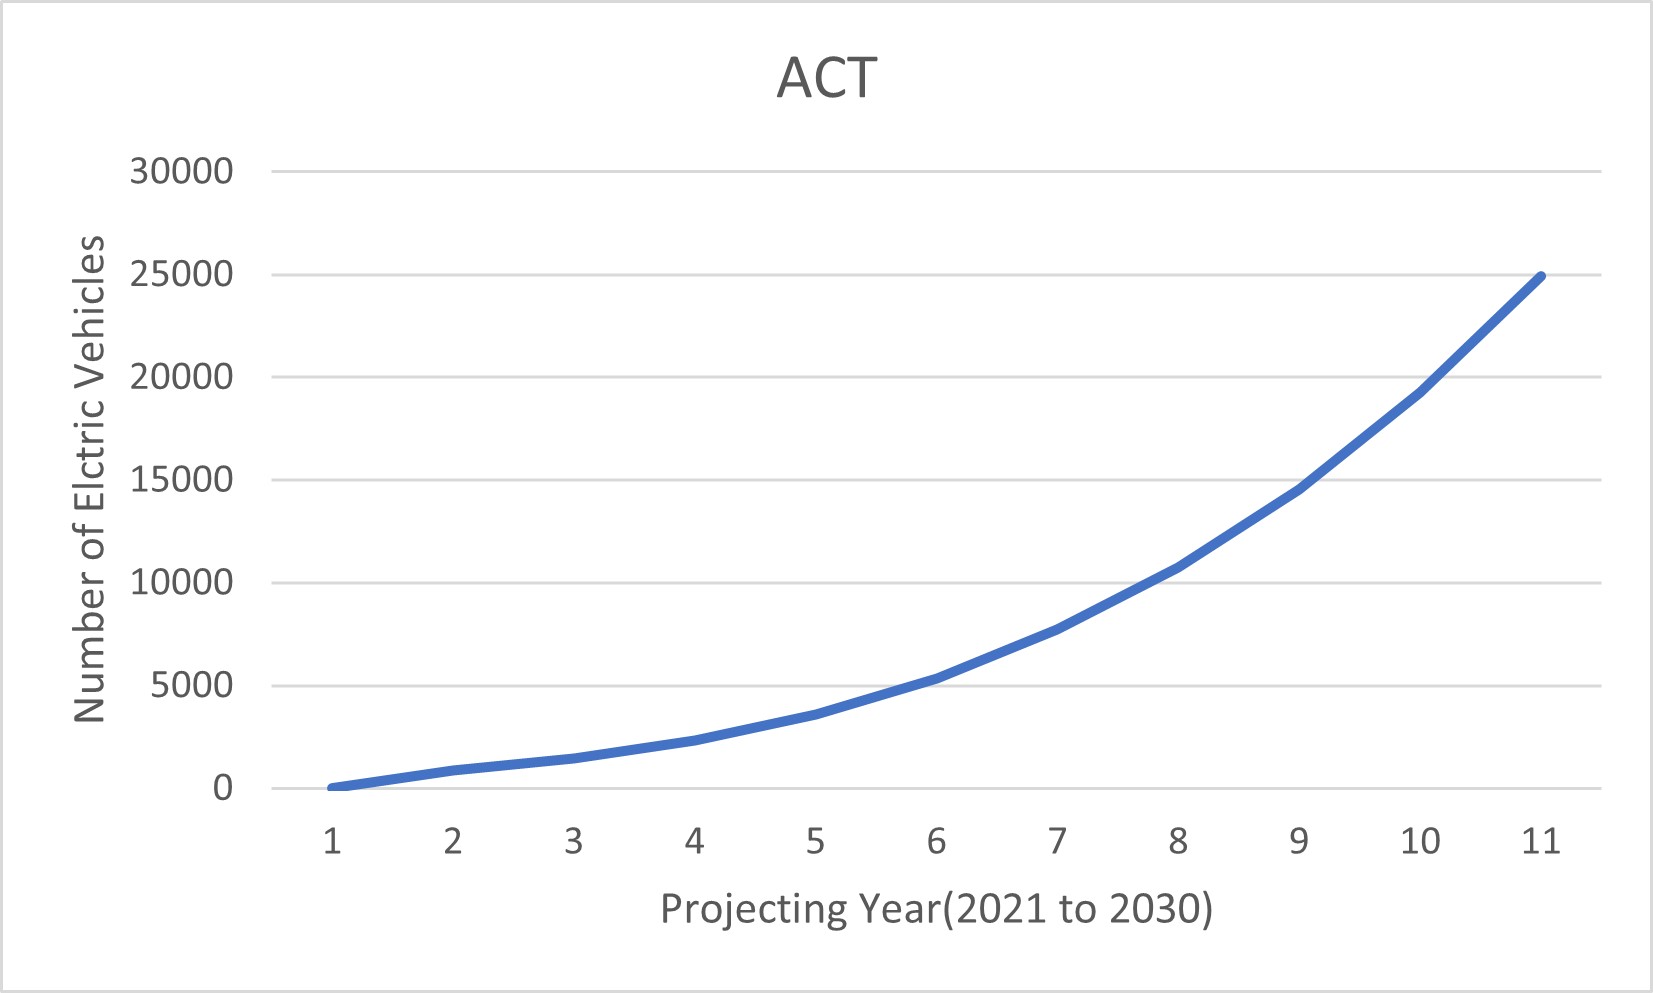 ACT
30000
25000
20000
15000
10000
5000
0
Number of Elctric Vehicles
1 2 3 4 5 6 7 8 9 10 11
Projecting Year(2021 to 2030)